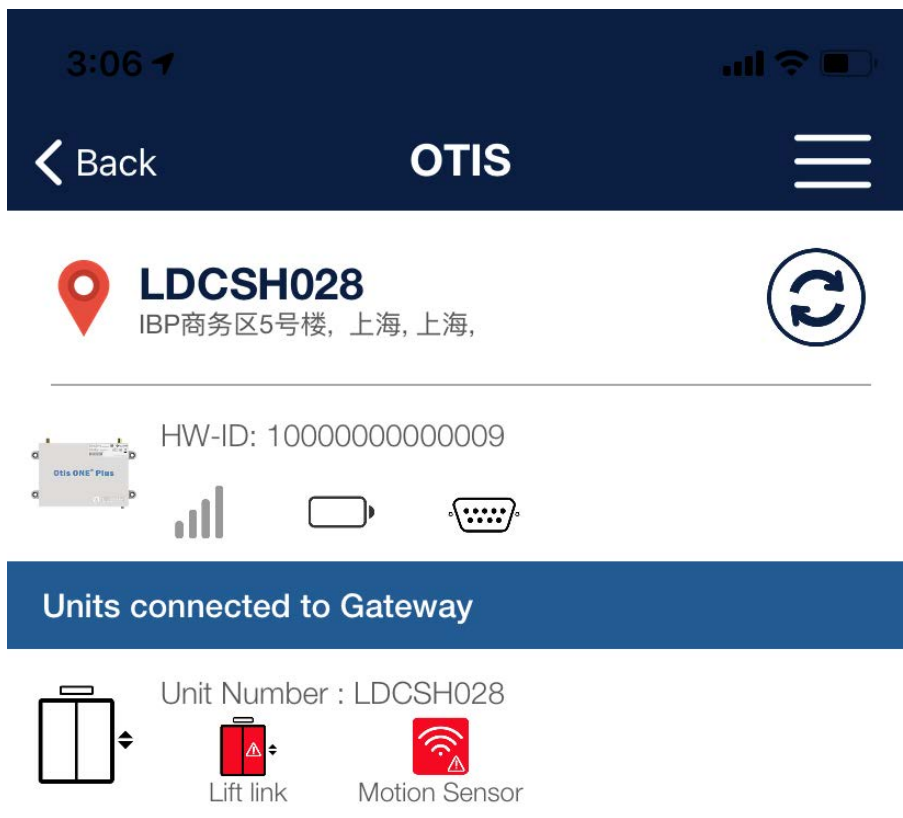 3:06
Back
OTIS
LDCSH028
IBP商务区5号楼, 上海, 上海,
HW-ID: 10000000000009
Otis ONE Plus
Units connected to Gateway
Unit Number : LDCSH028
Lift link
Motion Sensor